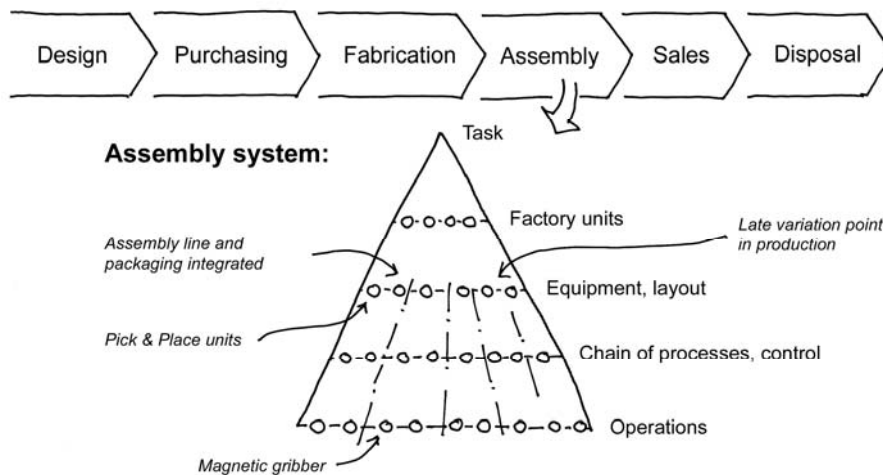 Design
Purchasing
Fabrication
Assembly
Sales
Disposal
Task
Assembly system:
Factory units
Assembly line and
packaging integrated
Late variation point
in production
Equipment, layout
Pick & Place units
Chain of processes, control
Operations
Magnetic gribber